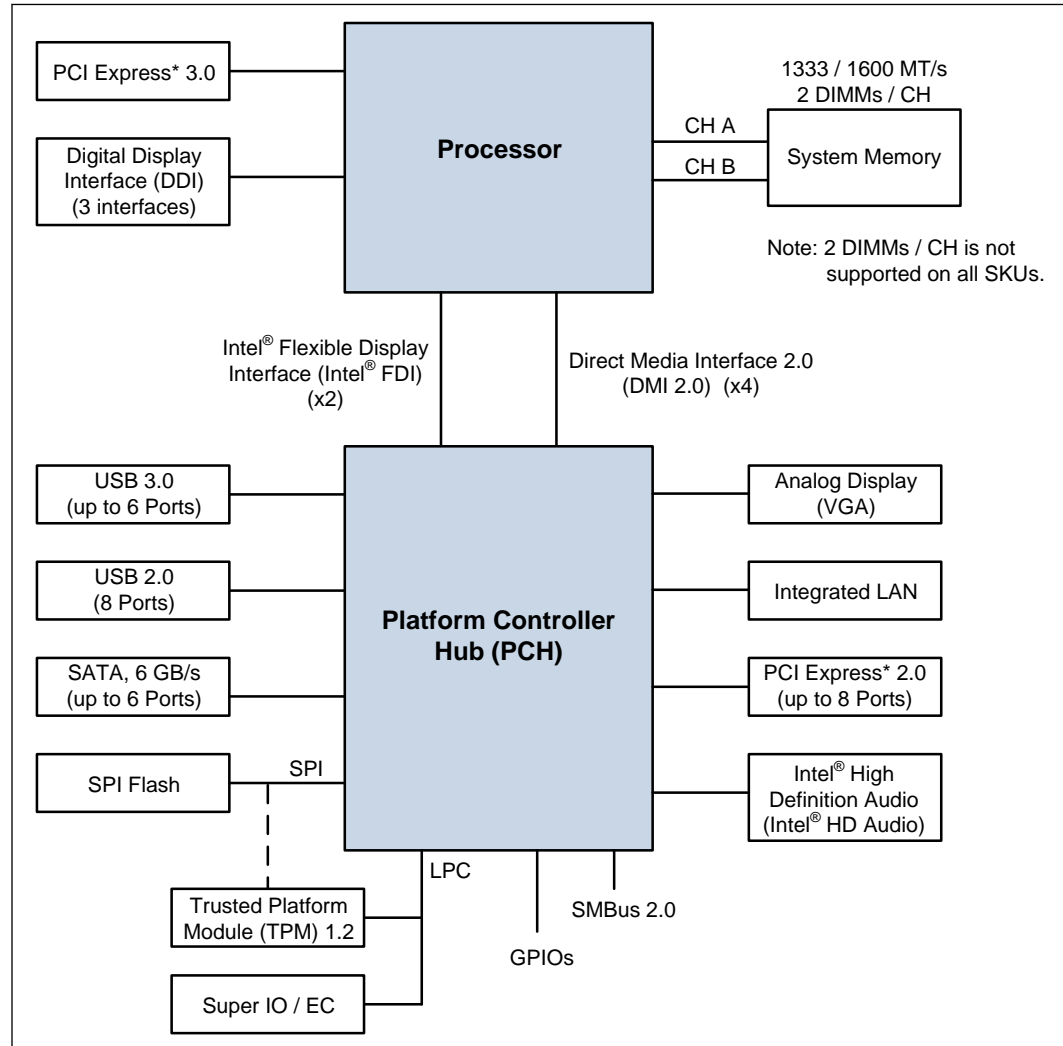 PCI Express* 3.0
Digital Display
Interface (DDI)
(3 interfaces)
Processor
1333 / 1600 MT/s
2 DIMMs / CH
CH A
CH B
System Memory
Note: 2 DIMMs / CH is not
supported on all SKUs.
Intel® Flexible Display
Interface (Intel® FDI)
(x2)
Direct Media Interface 2.0
(DMI 2.0) (x4)
USB 3.0
(up to 6 Ports)
USB 2.0
(8 Ports)
SATA, 6 GB/s
(up to 6 Ports)
SPI Flash
SPI
Platform Controller
Hub (PCH)
Analog Display
(VGA)
Integrated LAN
PCI Express* 2.0
(up to 8 Ports)
Intel® High
Definition Audio
(Intel® HD Audio)
LPC
Trusted Platform
Module (TPM) 1.2
Super IO / EC
SMBus 2.0
GPIOs